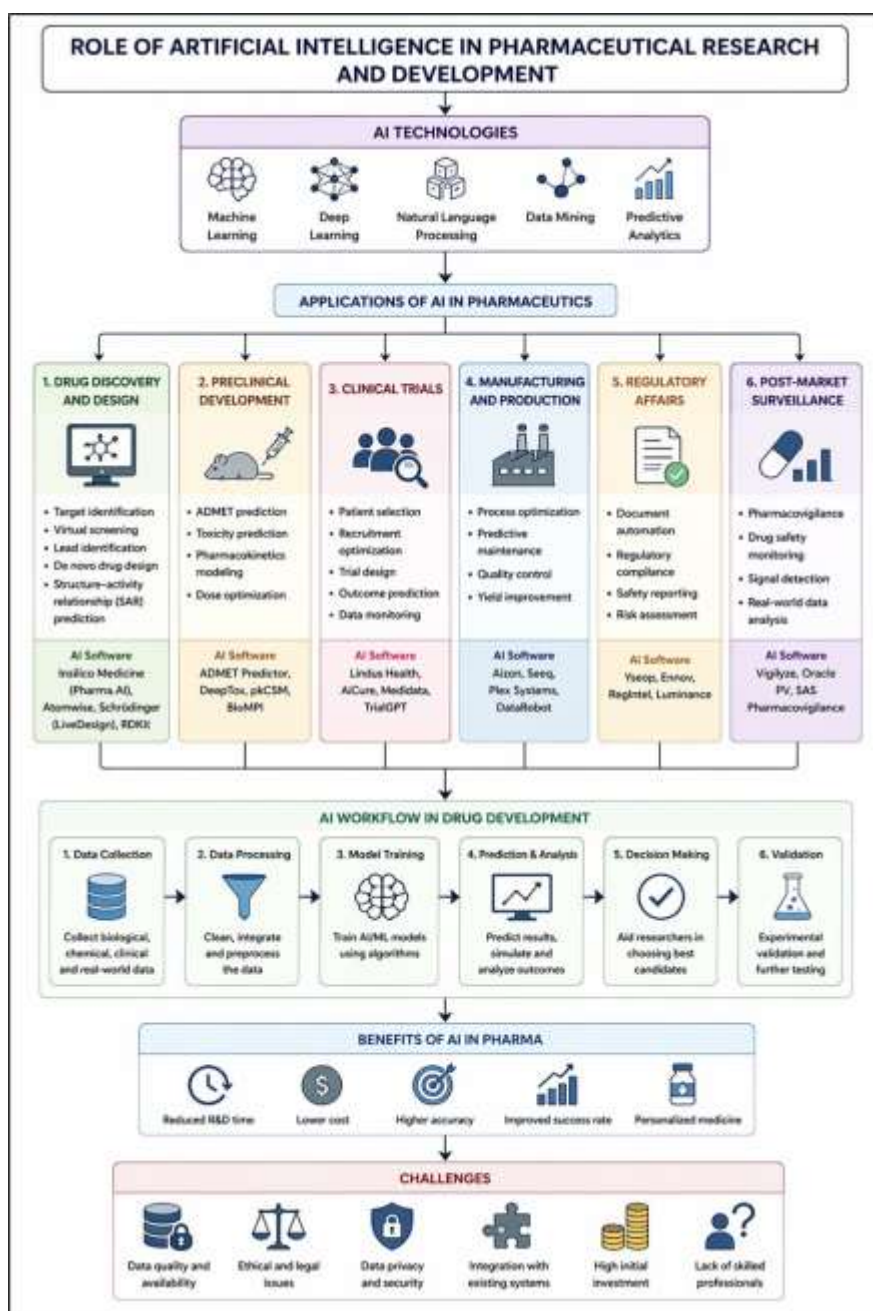 ROLE OF ARTIFICIAL INTELLIGENCE IN PHARMACEUTICAL RESEARCH
AND DEVELOPMENT
AI TECHNOLOGIES
Machine
Learning
Deep
Learning
Natural Language
Processing
Data Mining
Predictive
Analytics
APPLICATIONS OF AI IN PHARMACEUTICS
1. DRUG DISCOVERY
AND DESIGN
• Target identification
• Virtual screening
• Lead identification
• De novo drug design
• Structure-activity
relationship (SAR)
prediction
AI Software
Insilico Medicine
(Pharma.AI),
Atomwise, Schrödinger
(LiveDesign), RDKit
2. PRECLINICAL
DEVELOPMENT
• ADMET prediction
• Toxicity prediction
• Pharmacokinetics
modeling
• Dose optimization
AI Software
ADMET Predictor,
DeepTox, pkCSM,
BioMPI
3. CLINICAL TRIALS
• Patient selection
• Recruitment
optimization
• Trial design
• Outcome prediction
• Data monitoring
AI Software
Lindus Health,
AiCure, Medidata,
TrialGPT
4. MANUFACTURING
AND PRODUCTION
• Process optimization
• Predictive
maintenance
• Quality control
• Yield improvement
AI Software
Aizon, Seeq,
Plex Systems,
DataRobot
5. REGULATORY
AFFAIRS
• Document
automation
• Regulatory
compliance
• Safety reporting
• Risk assessment
AI Software
Yseop, Ennov,
RegIntel, Luminance
6. POST-MARKET
SURVEILLANCE
• Pharmacovigilance
• Drug safety
monitoring
• Signal detection
• Real-world data
analysis
AI Software
Vigilyze, Oracle
PV, SAS
Pharmacovigilance
AI WORKFLOW IN DRUG DEVELOPMENT
1. Data Collection
Collect biological,
chemical, clinical
and real-world data
2. Data Processing
Clean, integrate
and preprocess
the data
3. Model Training
Train AI/ML models
using algorithms
4. Prediction & Analysis
Predict results,
simulate and
analyze outcomes
5. Decision Making
Aid researchers in
choosing best
candidates
6. Validation
Experimental
validation and
further testing
BENEFITS OF AI IN PHARMA
Reduced R&D time
$
Lower cost
Higher accuracy
Improved success rate
Personalized medicine
CHALLENGES
Data quality and
availability
Ethical and legal
issues
Data privacy
and security
Integration with
existing systems
High initial
investment
?
Lack of skilled
professionals